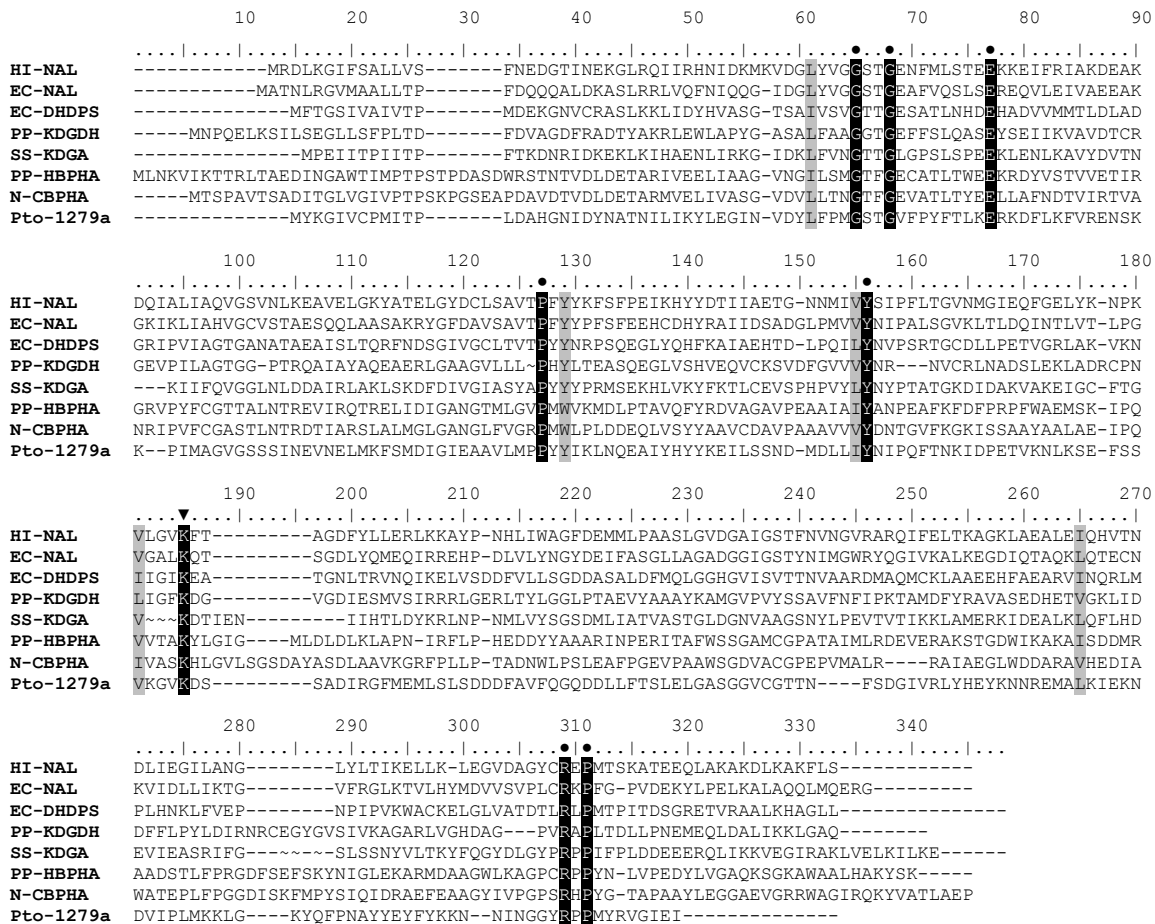 10 20 30 40 50 60 70 80 90
HI-NAL ------------MRDLKGIFSALLVS-------FNEDGTINEKGLRQIIRHNIDKMKVDGLYVGGSTGENFMLSTEEKKEIFRIAKDEAK
EC-NAL -----------MATNLRGVMAALLTP-------FDQQQALDKASLRRLVQFNIQQG-IDGLYVGGSTGEAFVQSLSEREQVLEIVAEEAK
EC-DHDPS --------------MFTGSIVAIVTP-------MDEKGNVCRASLKKLIDYHVASG-TSAIVSVGTTGESATLNHDEHADVVMMTLDLAD
PP-KDGDH -----MNPQELKSILSEGLLSFPLTD-------FDVAGDFRADTYAKRLEWLAPYG-ASALFAAGGTGEFFSLQASEYSEIIKVAVDTCR
SS-KDGA ---------------MPEIITPIITP-------FTKDNRIDKEKLKIHAENLIRKG-IDKLFVNGTTGLGPSLSPEEKLENLKAVYDVTN
PP-HBPHA MLNKVIKTTRLTAEDINGAWTIMPTPSTPDASDWRSTNTVDLDETARIVEELIAAG-VNGILSMGTFGECATLTWEEKRDYVSTVVETIR
N-CBPHA -----MTSPAVTSADITGLVGIVPTPSKPGSEAPDAVDTVDLDETARMVELIVASG-VDVLLTNGTFGEVATLTYEELLAFNDTVIRTVA
Pto-1279a --------------MYKGIVCPMITP-------LDAHGNIDYNATNILIKYLEGIN-VDYLFPMGSTGVFPYFTLKERKDFLKFVRENSK
100 110 120 130 140 150 160 170 180
HI-NAL DQIALIAQVGSVNLKEAVELGKYATELGYDCLSAVTPFYYKFSFPEIKHYYDTIIAETG-NNMIVYSIPFLTGVNMGIEQFGELYK-NPK
EC-NAL GKIKLIAHVGCVSTAESQQLAASAKRYGFDAVSAVTPFYYPFSFEEHCDHYRAIIDSADGLPMVVYNIPALSGVKLTLDQINTLVT-LPG
EC-DHDPS GRIPVIAGTGANATAEAISLTQRFNDSGIVGCLTVTPYYNRPSQEGLYQHFKAIAEHTD-LPQILYNVPSRTGCDLLPETVGRLAK-VKN
PP-KDGDH GEVPILAGTGG-PTRQAIAYAQEAERLGAAGVLLL~PHYLTEASQEGLVSHVEQVCKSVDFGVVVYNR---NVCRLNADSLEKLADRCPN
SS-KDGA ---KIIFQVGGLNLDDAIRLAKLSKDFDIVGIASYAPYYYPRMSEKHLVKYFKTLCEVSPHPVYLYNYPTATGKDIDAKVAKEIGC-FTG
PP-HBPHA GRVPYFCGTTALNTREVIRQTRELIDIGANGTMLGVPMWVKMDLPTAVQFYRDVAGAVPEAAIAIYANPEAFKFDFPRPFWAEMSK-IPQ
N-CBPHA NRIPVFCGASTLNTRDTIARSLALMGLGANGLFVGRPMWLPLDDEQLVSYYAAVCDAVPAAAVVVYDNTGVFKGKISSAAYAALAE-IPQ
Pto-1279a K--PIMAGVGSSSINEVNELMKFSMDIGIEAAVLMPPYYIKLNQEAIYHYYKEILSSND-MDLLIYNIPQFTNKIDPETVKNLKSE-FSS
190 200 210 220 230 240 250 260 270
HI-NAL VLGVKFT---------AGDFYLLERLKKAYP-NHLIWAGFDEMMLPAASLGVDGAIGSTFNVNGVRARQIFELTKAGKLAEALEIQHVTN
EC-NAL VGALKQT---------SGDLYQMEQIRREHP-DLVLYNGYDEIFASGLLAGADGGIGSTYNIMGWRYQGIVKALKEGDIQTAQKLQTECN
EC-DHDPS IIGIKEA---------TGNLTRVNQIKELVSDDFVLLSGDDASALDFMQLGGHGVISVTTNVAARDMAQMCKLAAEEHFAEARVINQRLM
PP-KDGDH LIGFKDG---------VGDIESMVSIRRRLGERLTYLGGLPTAEVYAAAYKAMGVPVYSSAVFNFIPKTAMDFYRAVASEDHETVGKLID
SS-KDGA V~~~KDTIEN------IIHTLDYKRLNP-NMLVYSGSDMLIATVASTGLDGNVAAGSNYLPEVTVTIKKLAMERKIDEALKLQFLHD
PP-HBPHA VVTAKYLGIG----MLDLDLKLAPN-IRFLP-HEDDYYAAARINPERITAFWSSGAMCGPATAIMLRDEVERAKSTGDWIKAKAISDDMR
N-CBPHA IVASKHLGVLSGSDAYASDLAAVKGRFPLLP-TADNWLPSLEAFPGEVPAAWSGDVACGPEPVMALR----RAIAEGLWDDARAVHEDIA
Pto-1279a VKGVKDS---------SADIRGFMEMLSLSDDDFAVFQGQDDLLFTSLELGASGGVCGTTN----FSDGIVRLYHEYKNNREMALKIEKN
280 290 300 310 320 330 340
HI-NAL DLIEGILANG--------LYLTIKELLK-LEGVDAGYCREPMTSKATEEQLAKAKDLKAKFLS------------
EC-NAL KVIDLLIKTG--------VFRGLKTVLHYMDVVSVPLCRKPFG-PVDEKYLPELKALAQQLMQERG---------
EC-DHDPS PLHNKLFVEP--------NPIPVKWACKELGLVATDTLRLPMTPITDSGRETVRAALKHAGLL---------------
PP-KDGDH DFFLPYLDIRNRCEGYGVSIVKAGARLVGHDAG---PVRAPLTDLLPNEMEQLDALIKKLGAQ----------
SS-KDGA EVIEASRIFG---~~~~-SLSSNYVLTKYFQGYDLGYPRPPIFPLDDEEERQLIKKVEGIRAKLVELKILKE------
PP-HBPHA AADSTLFPRGDFSEFSKYNIGLEKARMDAAGWLKAGPCRPPYN-LVPEDYLVGAQKSGKAWAALHAKYSK-----
N-CBPHA WATEPLFPGGDISKFMPYSIQIDRAEFEAAGYIVPGPSRHPYG-TAPAAYLEGGAEVGRRWAGIRQKYVATLAEP
Pto-1279a DVIPLMKKLG----KYQFPNAYYEYFYKKN-NINGGYRPPMYRVGIEI--------------